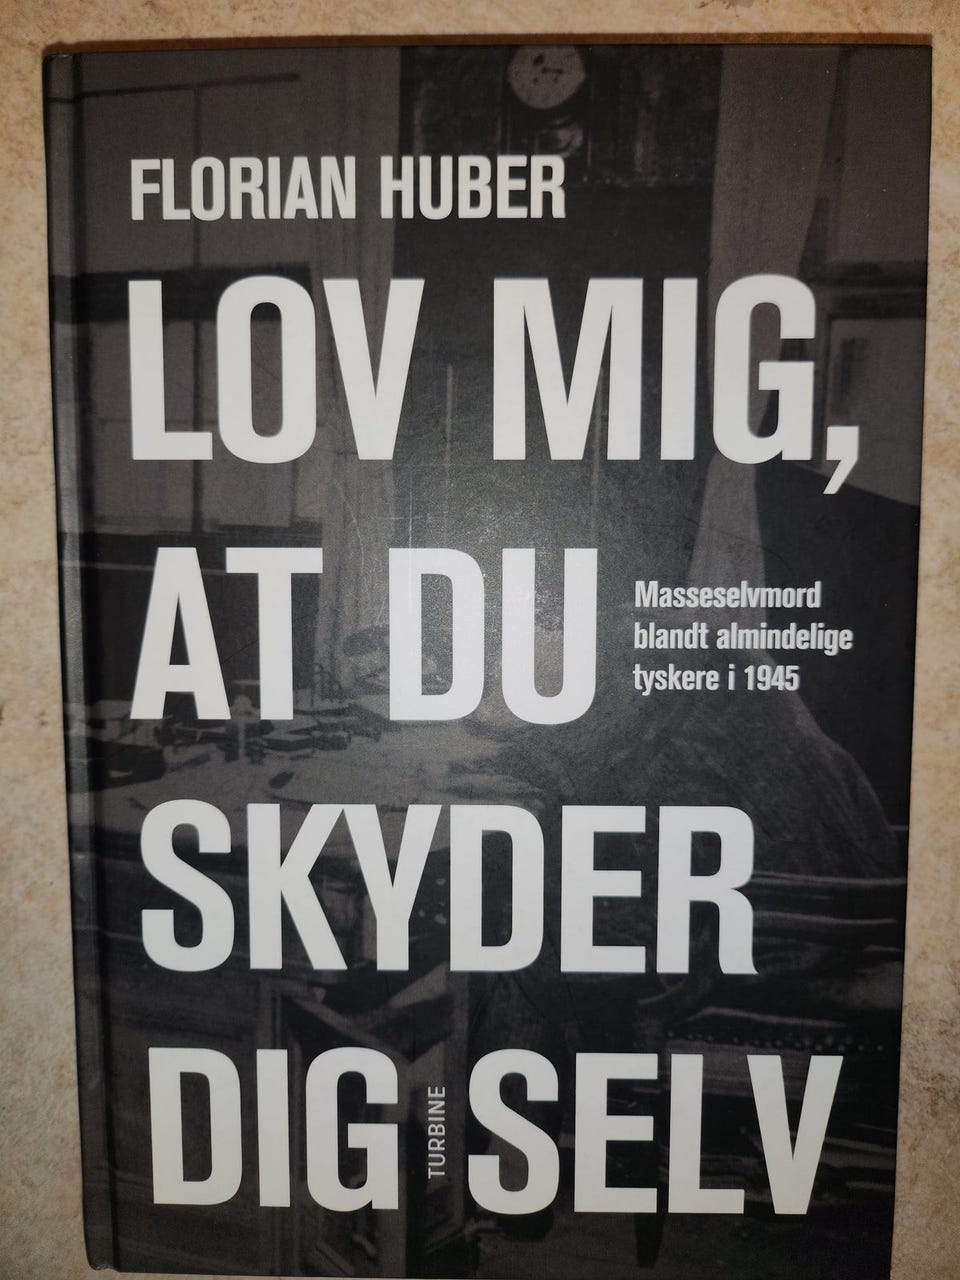 FLORIAN HUBER
LOV MIG,
AT DU
Masseselvmord
blandt almindelige
tyskere i 1945
SKYDER
DIG SELV
TURBINE